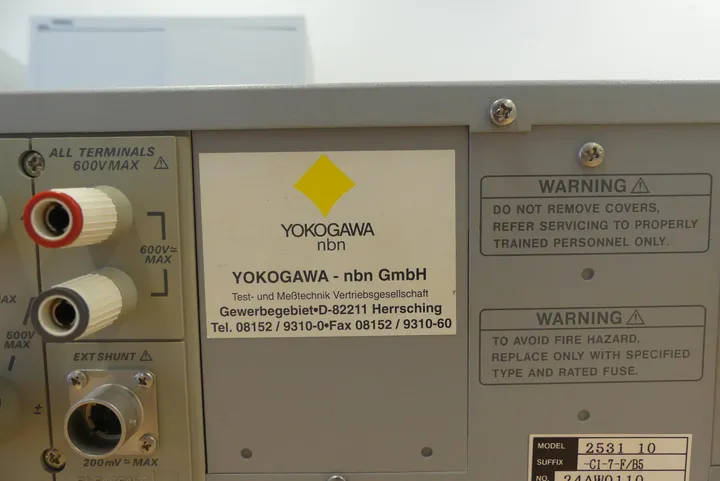 ALL TERMINALS
600V MAX
600V
MAX
MAX
600V
MAX
EXT SHUNT
±
200mV MAX
YOKOGAWA
nbn
YOKOGAWA - nbn GmbH
Test- und Meßtechnik Vertriebsgesellschaft
Gewerbegebiet•D-82211 Herrsching
Tel. 08152 / 9310-0•Fax 08152 / 9310-60
WARNING
DO NOT REMOVE COVERS,
REFER SERVICING TO PROPERLY
TRAINED PERSONNEL ONLY.
WARNING
TO AVOID FIRE HAZARD,
REPLACE ONLY WITH SPECIFIED
TYPE AND RATED FUSE.
MODEL 2531 10
SUFFIX -C1-7-F/B5
NO. 24AW0110